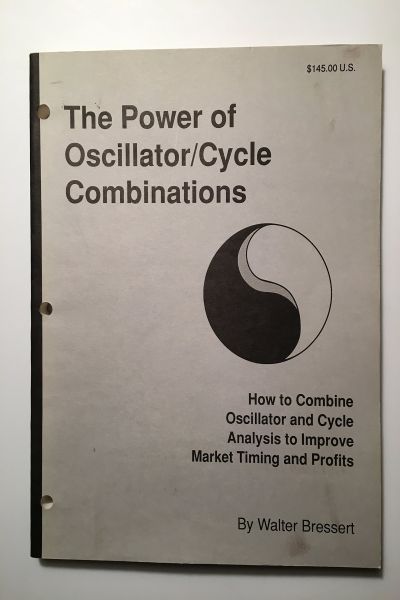 $145.00 U.S.
The Power of
Oscillator/Cycle
Combinations
How to Combine
Oscillator and Cycle
Analysis to Improve
Market Timing and Profits
By Walter Bressert